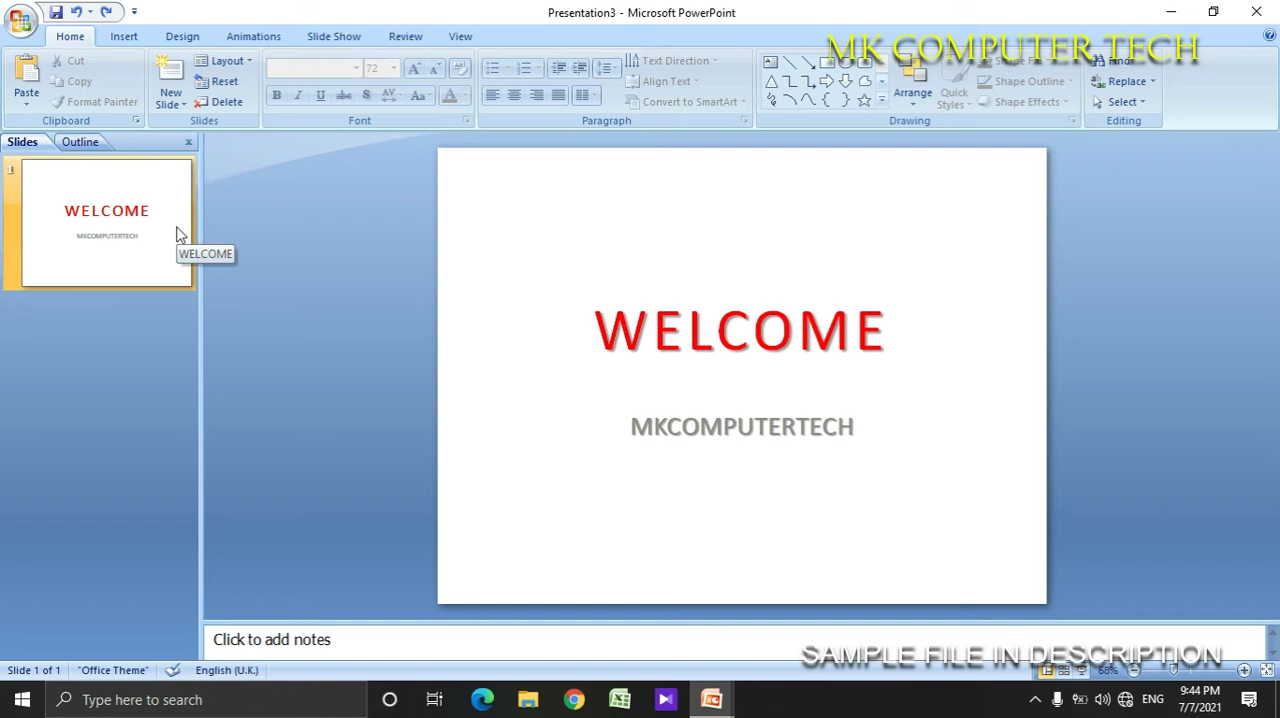 Presentation3 - Microsoft PowerPoint
Home Insert Design Animations Slide Show Review View
MK COMPUTER TECH
Paste
Cut
Copy
Format Painter
Clipboard
New Slide
Layout
Reset
Delete
Slides
72
Font
Text Direction
Align Text
Convert to SmartArt
Paragraph
Arrange
Quick Styles
Shape Outline
Shape Effects
Drawing
Find
Replace
Select
Editing
Slides Outline
1
WELCOME
MKCOMPUTERTECH
WELCOME
WELCOME
MKCOMPUTERTECH
Click to add notes
SAMPLE FILE IN DESCRIPTION
Slide 1 of 1 "Office Theme" English (U.K.) 68%
Type here to search
ENG
9:44 PM
7/7/2021